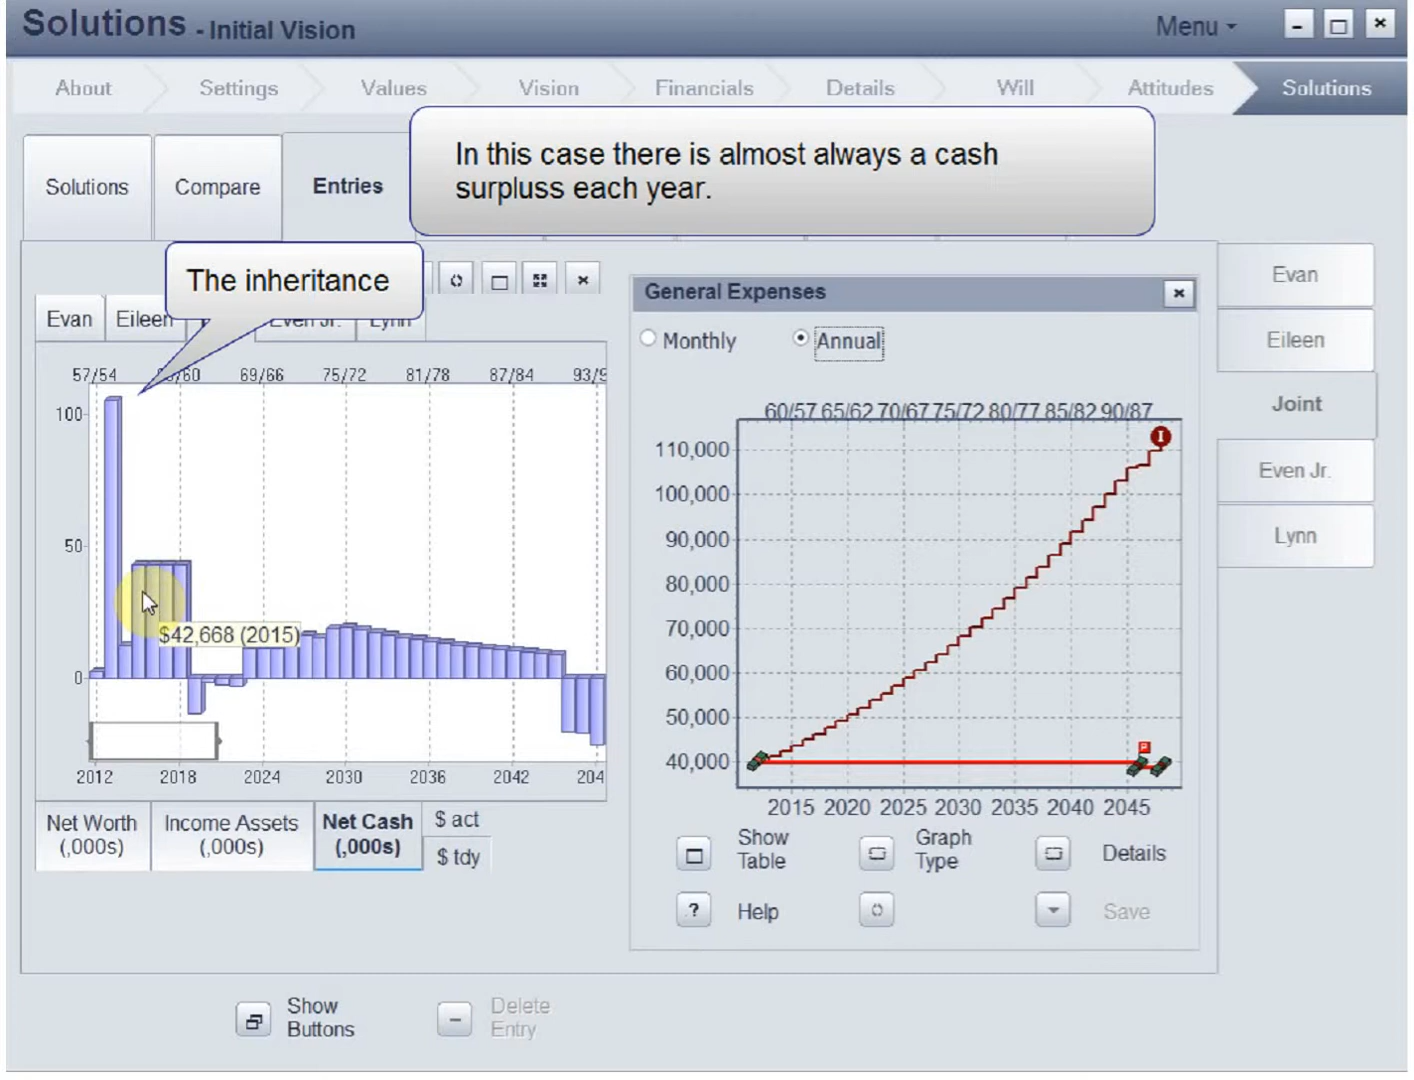 Solutions - Initial Vision
Menu
About
Settings
Values
Vision
Financials
Details
Will
Attitudes
Solutions
Solutions
Compare
Entries
In this case there is almost always a cash
surpluss each year.
The inheritance
Evan
Eileen
Even Jr.
Lynn
57/54
69/66
75/72
81/78
87/84
100
50
0
$42,668 (2015)
2012
2018
2024
2030
2036
2042
204
Net Worth
(,000s)
Income Assets
(,000s)
Net Cash
(,000s)
$ act
$ tdy
General Expenses
Monthly
Annual
60/57 65/62 70/67 75/72 80/77 85/82 90/87
110,000
100,000
90,000
80,000
70,000
60,000
50,000
40,000
I
P
2015 2020 2025 2030 2035 2040 2045
Show
Table
Graph
Type
Details
?
Help
Save
Evan
Eileen
Joint
Even Jr.
Lynn
Show
Buttons
Delete
Entry